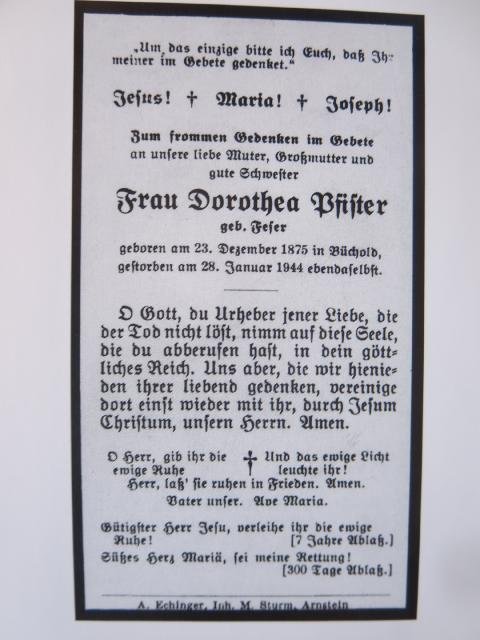 „Um das einzige bitte ich Euch, daß Ihr
meiner im Gebete gedenket.“
Jesus! † Maria! † Joseph!
Zum frommen Gedenken im Gebete
an unsere liebe Muter, Großmutter und
gute Schwester
Frau Dorothea Pfister
geb. Feser
geboren am 23. Dezember 1875 in Büchold,
gestorben am 28. Januar 1944 ebendaselbst.
O Gott, du Urheber jener Liebe, die
der Tod nicht löst, nimm auf diese Seele,
die du abberufen hast, in dein gött-
liches Reich. Uns aber, die wir hienie-
den ihrer liebend gedenken, vereinige
dort einst wieder mit ihr, durch Jesum
Christum, unsern Herrn. Amen.
O Herr, gib ihr die † Und das ewige Licht
ewige Ruhe leuchte ihr!
Herr, laß' sie ruhen in Frieden. Amen.
Vater unser. Ave Maria.
Gütigster Herr Jesu, verleihe ihr die ewige
Ruhe! [7 Jahre Ablaß.]
Süßes Herz Mariä, sei meine Rettung!
[300 Tage Ablaß.]
A. Echinger, Inh. M. Sturm, Arnstein